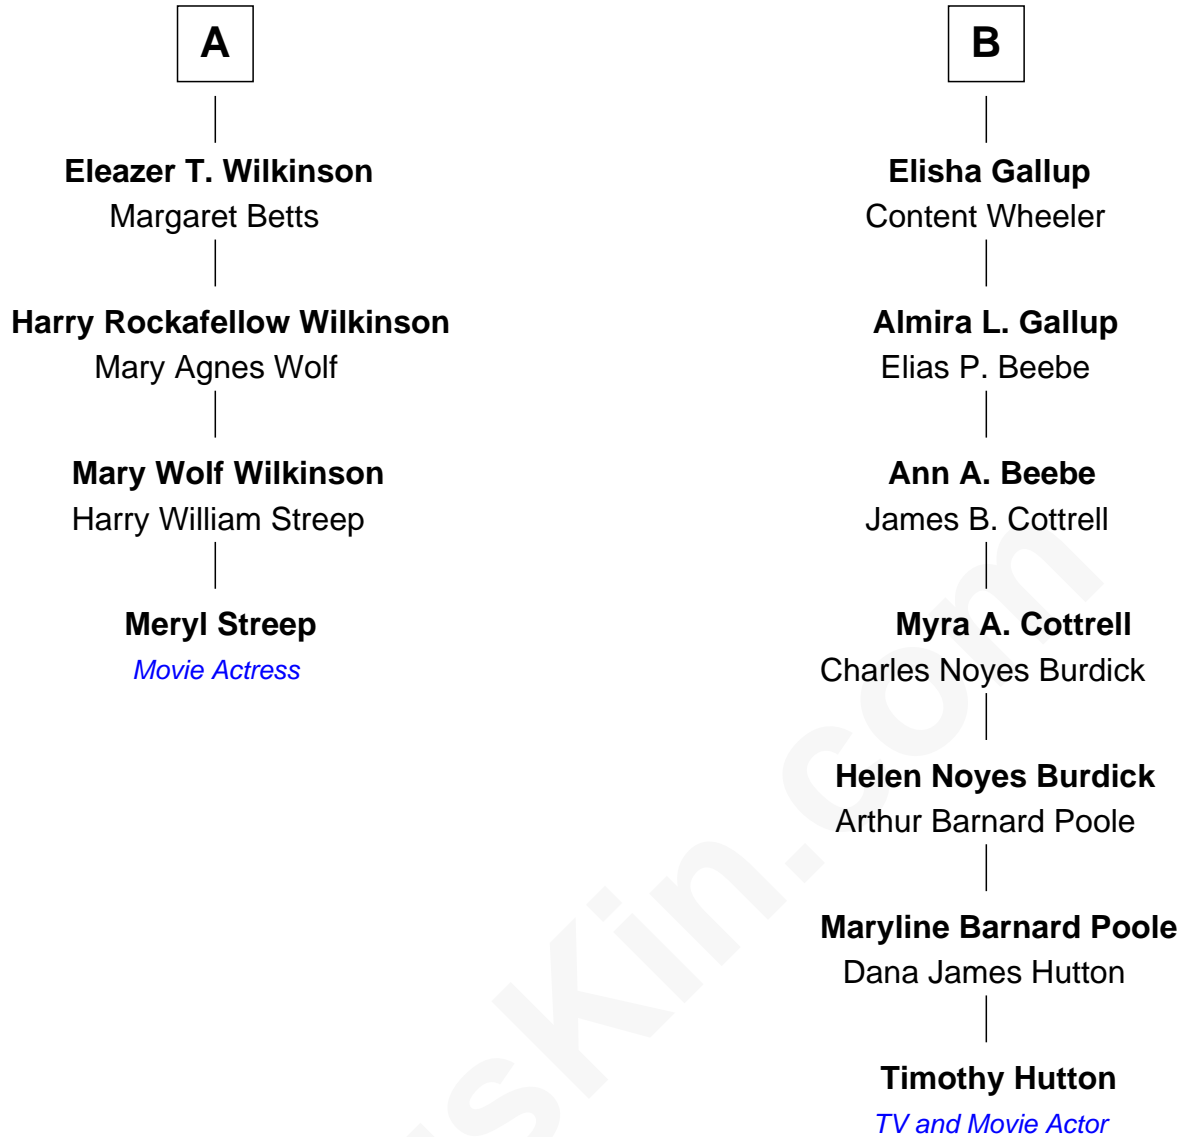 A
Eleazer T. Wilkinson
Margaret Betts
Harry Rockafellow Wilkinson
Mary Agnes Wolf
Mary Wolf Wilkinson
Harry William Streep
Meryl Streep
Movie Actress
B
Elisha Gallup
Content Wheeler
Almira L. Gallup
Elias P. Beebe
Ann A. Beebe
James B. Cottrell
Myra A. Cottrell
Charles Noyes Burdick
Helen Noyes Burdick
Arthur Barnard Poole
Maryline Barnard Poole
Dana James Hutton
Timothy Hutton
TV and Movie Actor
usKin.com